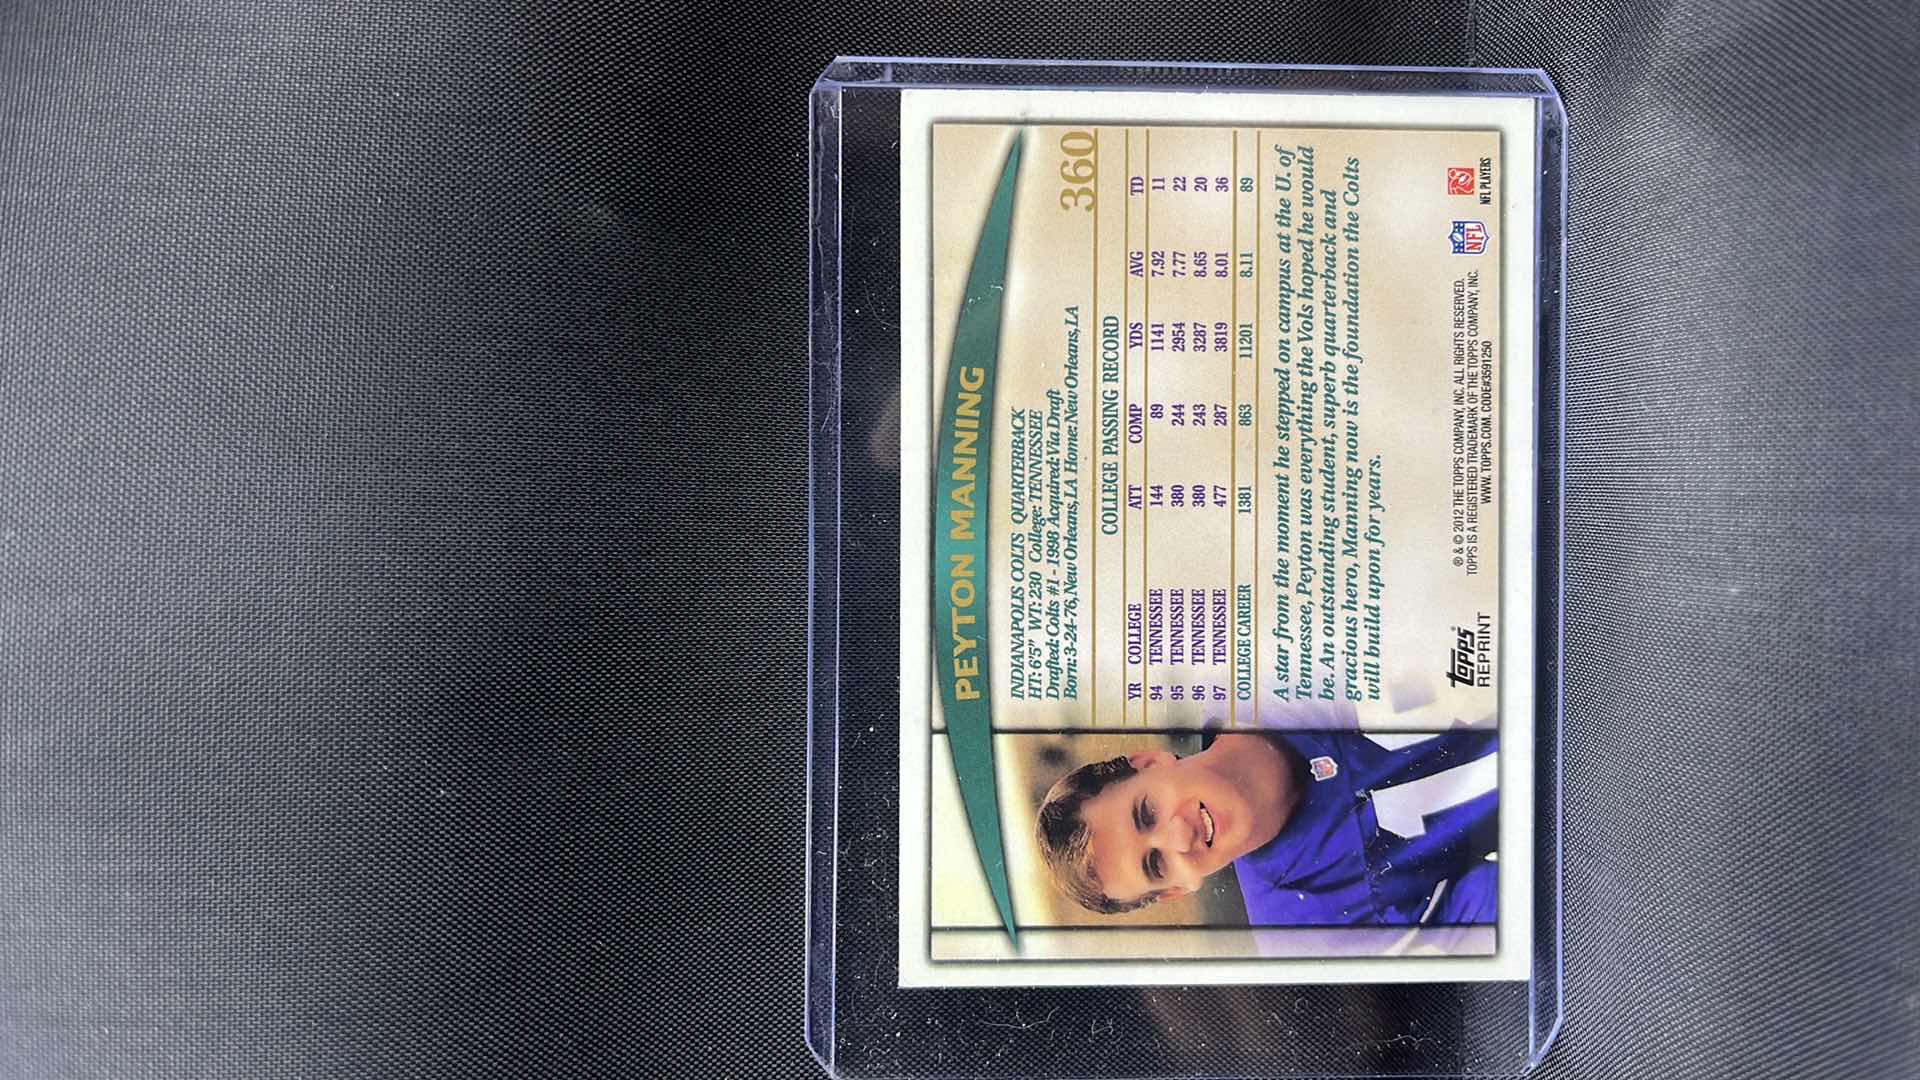 PEYTON MANNING
360
INDIANAPOLIS COLTS QUARTERBACK
HT: 6'5" WT: 230 College: TENNESSEE
Drafted: Colts #1 - 1998 Acquired: Via Draft
Born: 3-24-76, New Orleans, LA Home: New Orleans, LA
COLLEGE PASSING RECORD
YR COLLEGE ATT COMP YDS AVG TD
94 TENNESSEE 144 89 1141 7.92 11
95 TENNESSEE 380 244 2954 7.77 22
96 TENNESSEE 380 243 3287 8.65 20
97 TENNESSEE 477 287 3819 8.01 36
COLLEGE CAREER 1381 863 11201 8.11 89
A star from the moment he stepped on campus at the U. of
Tennessee, Peyton was everything the Vols hoped he would
be. An outstanding student, superb quarterback and
gracious hero, Manning now is the foundation the Colts
will build upon for years.
Topps®
REPRINT
® & © 2012 THE TOPPS COMPANY, INC. ALL RIGHTS RESERVED.
TOPPS IS A REGISTERED TRADEMARK OF THE TOPPS COMPANY, INC.
WWW. TOPPS.COM. CODE#3591250
NFL
NFL PLAYERS